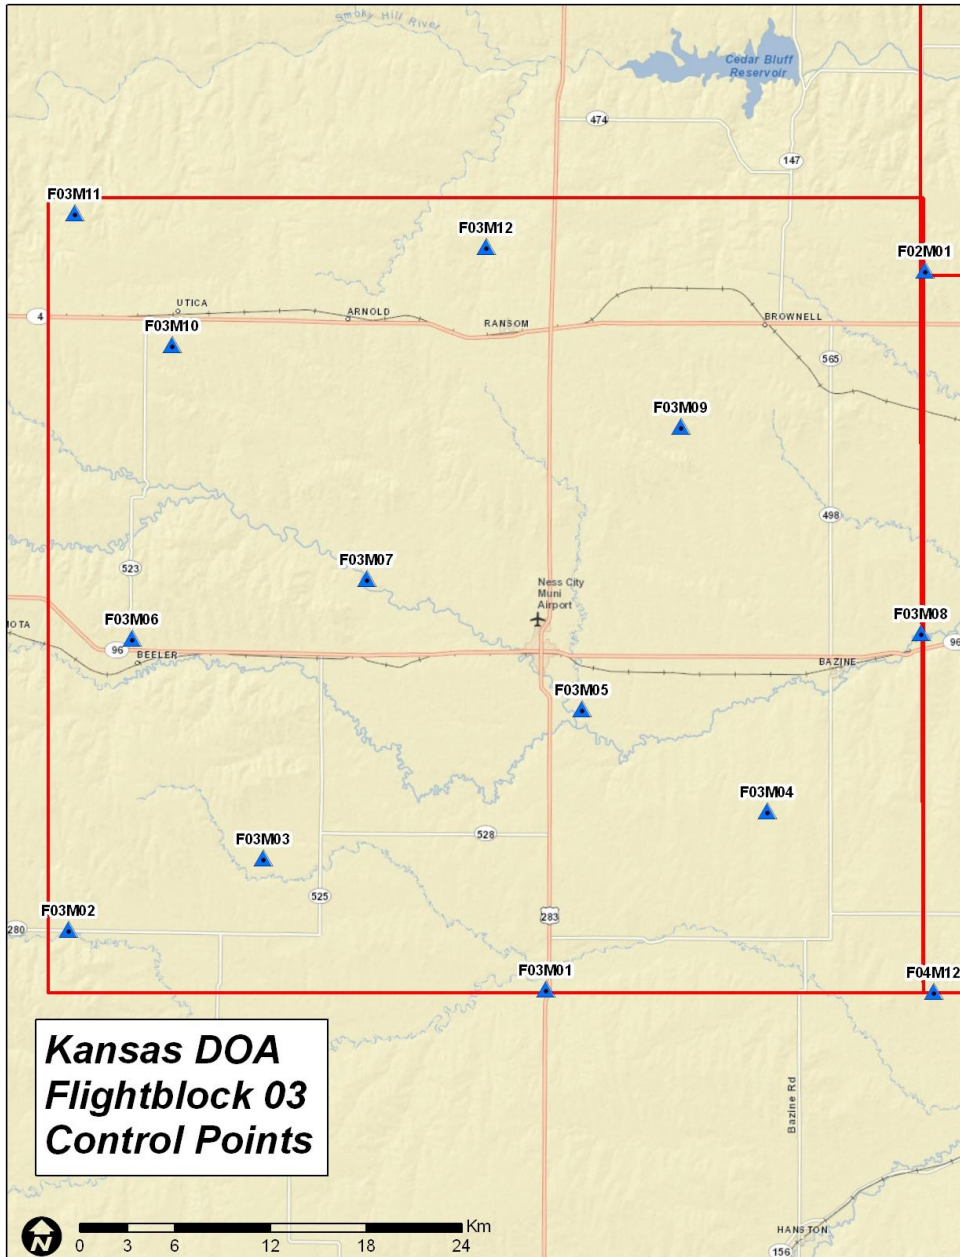 Smoky Hill River
Cedar Bluff
Reservoir
474
147
F03M11
F03M12
F02M01
UTICA
ARNOLD
4
RANSOM
BROWNELL
F03M10
565
F03M09
498
523
F03M07
Ness City
Muni
Airport
F03M06
F03M08
MOTA
96
BEELER
96
BAZINE
F03M05
F03M04
528
F03M03
525
F03M02
283
280
F03M01
F04M12
Kansas DOA
Flightblock 03
Control Points
Bazine Rd
HANSTON
156
N
Km
0 3 6 12 18 24